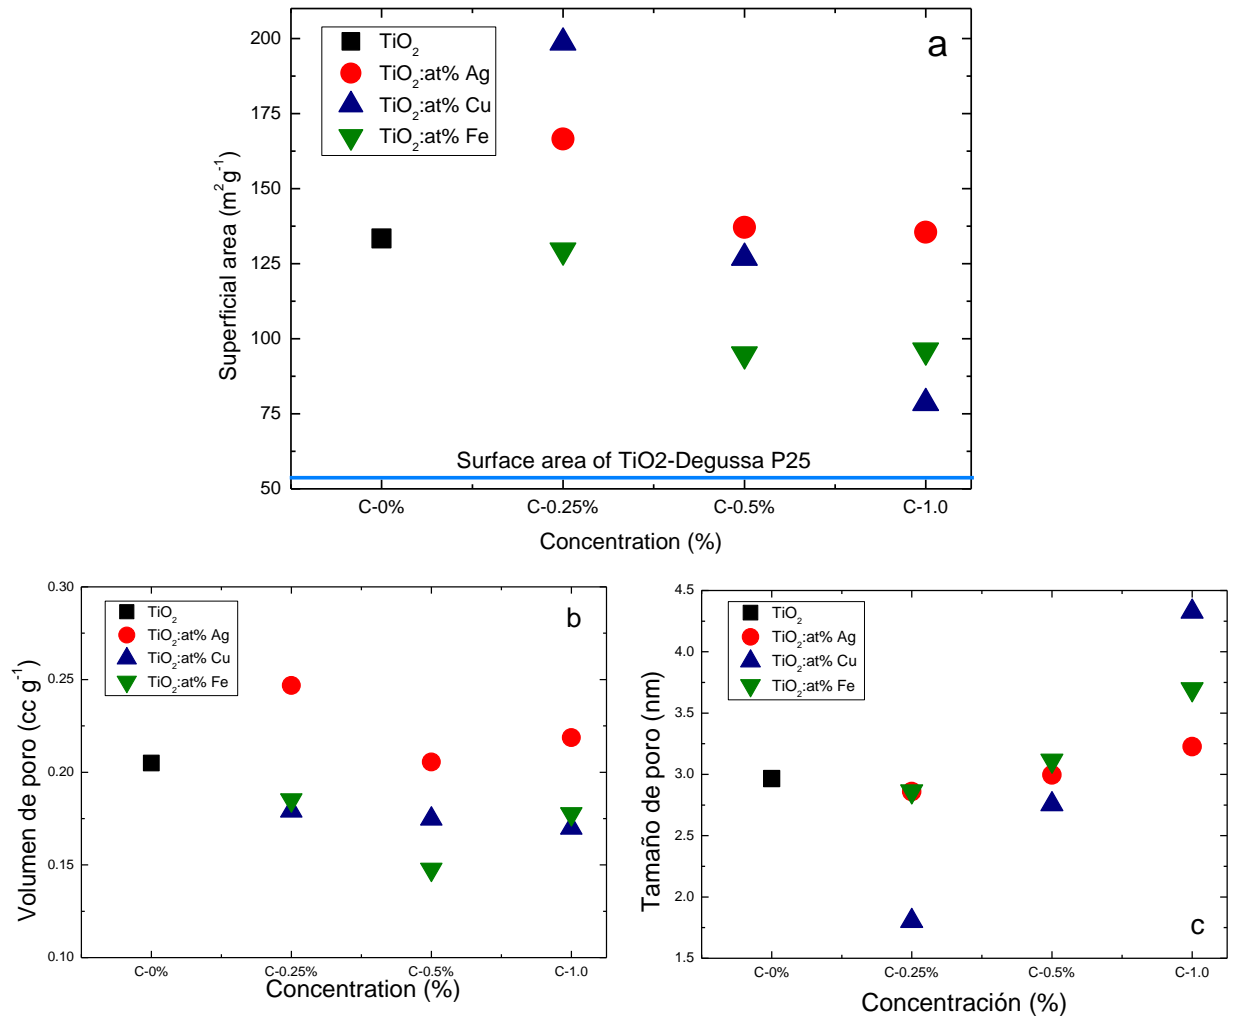 a
TiO2
TiO2:at% Ag
TiO2:at% Cu
TiO2:at% Fe
200
175
150
125
100
75
50
Superficial area (m2g-1)
Surface area of TiO2-Degussa P25
C-0% C-0.25% C-0.5% C-1.0
Concentration (%)
b
TiO2
TiO2:at% Ag
TiO2:at% Cu
TiO2:at% Fe
0.30
0.25
0.20
0.15
0.10
Volumen de poro (cc g-1)
C-0% C-0.25% C-0.5% C-1.0
Concentration (%)
TiO2
TiO2:at% Ag
TiO2:at% Cu
TiO2:at% Fe
4.5
4.0
3.5
3.0
2.5
2.0
1.5
Tamaño de poro (nm)
c
C-0% C-0.25% C-0.5% C-1.0
Concentración (%)